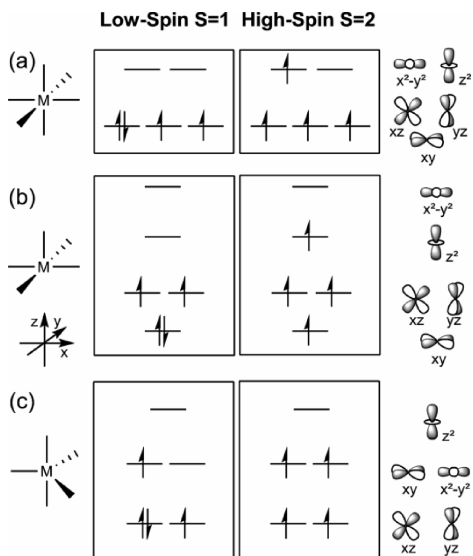 Low-Spin S=1 High-Spin S=2
(a)
M
x²-y² z²
xz yz
xy
(b)
M
x²-y²
z²
xz yz
xy
z y
x
(c)
M
z²
xy x²-y²
xz yz